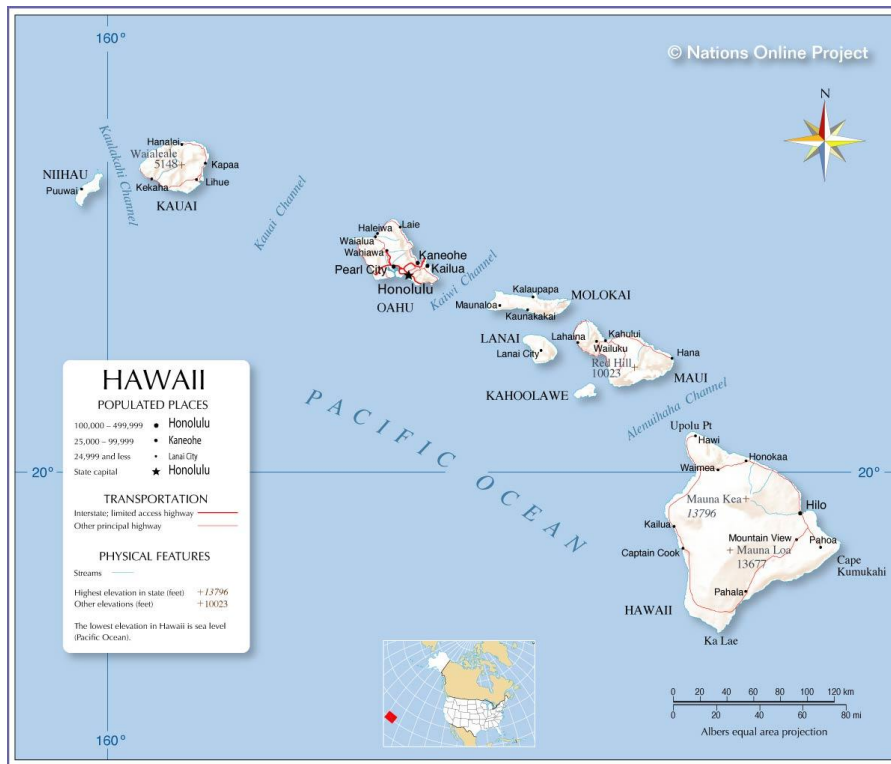 160°
© Nations Online Project
N
Kaulakahi Channel
Hanalei
Waialeale
5148+
Kapaa
NIIHAU
Puuwai
Kekaha
Lihue
KAUAI
Kauai Channel
Haleiwa
Laie
Waialua
Wahiawa
Kaneohe
Pearl City
Kailua
Honolulu
OAHU
Kaiwi Channel
Kalaupapa
MOLOKAI
Maunaloa
Kaunakakai
LANAI
Lanai City
Lahaina
Kahului
Wailuku
Red Hill
10023
+
Hana
MAUI
KAHOOLAWE
Alenuihaha Channel
PACIFIC OCEAN
Upolu Pt
Hawi
Honokaa
Waimea
20°
20°
Mauna Kea+
13796
Hilo
Kailua
Mountain View
Pahoa
Captain Cook
+ Mauna Loa
13677
Cape
Kumukahi
Pahala
HAWAII
Ka Lae
HAWAII
POPULATED PLACES
100,000 – 499,999 • Honolulu
25,000 – 99,999 • Kaneohe
24,999 and less • Lanai City
State capital ★ Honolulu
TRANSPORTATION
Interstate; limited access highway
Other principal highway
PHYSICAL FEATURES
Streams
Highest elevation in state (feet) +13796
Other elevations (feet) +10023
The lowest elevation in Hawaii is sea level
(Pacific Ocean).
0 20 40 60 80 100 120 km
0 20 40 60 80 mi
Albers equal area projection
160°